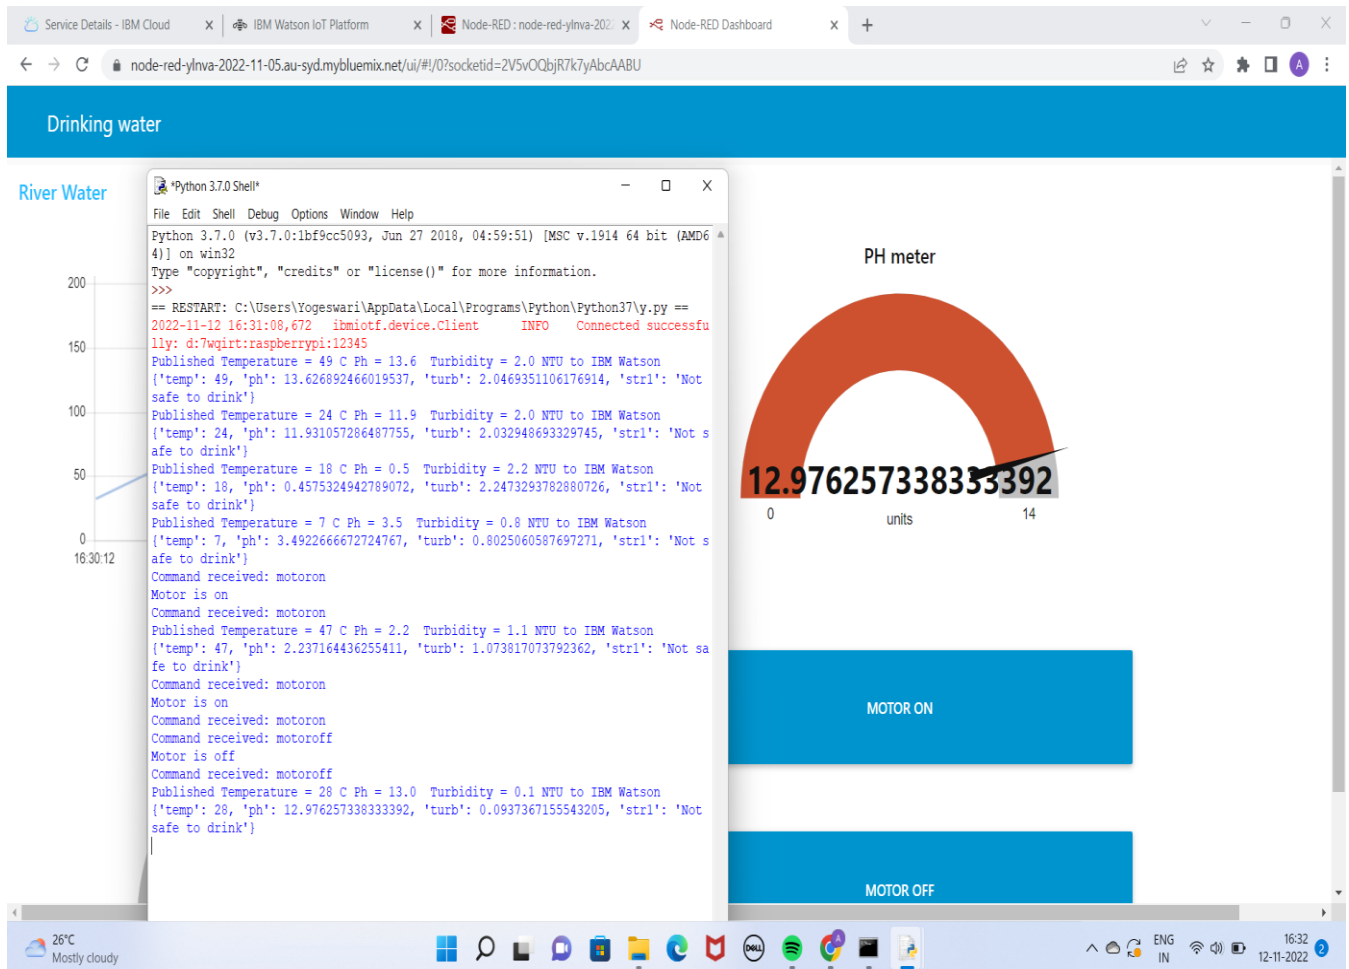 Service Details - IBM Cloud
IBM Watson IoT Platform
Node-RED : node-red-ylnva-202
Node-RED Dashboard
node-red-ylnva-2022-11-05.au-syd.mybluemix.net/ui/#!/0?socketid=2V5vOQbjR7k7yAbcAABU
A
Drinking water
River Water
200
150
100
50
0
16:30:12
*Python 3.7.0 Shell*
File Edit Shell Debug Options Window Help
Python 3.7.0 (v3.7.0:1bf9cc5093, Jun 27 2018, 04:59:51) [MSC v.1914 64 bit (AMD6
4)] on win32
Type "copyright", "credits" or "license()" for more information.
>>>
== RESTART: C:\Users\Yogeswari\AppData\Local\Programs\Python\Python37\y.py ==
2022-11-12 16:31:08,672 ibmiotf.device.Client INFO Connected successfu
lly: d:7wqirt:raspberrypi:12345
Published Temperature = 49 C Ph = 13.6 Turbidity = 2.0 NTU to IBM Watson
{'temp': 49, 'ph': 13.626892466019537, 'turb': 2.0469351106176914, 'str1': 'Not
safe to drink'}
Published Temperature = 24 C Ph = 11.9 Turbidity = 2.0 NTU to IBM Watson
{'temp': 24, 'ph': 11.931057286487755, 'turb': 2.032948693329745, 'str1': 'Not s
afe to drink'}
Published Temperature = 18 C Ph = 0.5 Turbidity = 2.2 NTU to IBM Watson
{'temp': 18, 'ph': 0.4575324942789072, 'turb': 2.2473293782880726, 'str1': 'Not
safe to drink'}
Published Temperature = 7 C Ph = 3.5 Turbidity = 0.8 NTU to IBM Watson
{'temp': 7, 'ph': 3.4922666672724767, 'turb': 0.8025060587697271, 'str1': 'Not s
afe to drink'}
Command received: motoron
Motor is on
Command received: motoron
Published Temperature = 47 C Ph = 2.2 Turbidity = 1.1 NTU to IBM Watson
{'temp': 47, 'ph': 2.237164436255411, 'turb': 1.073817073792362, 'str1': 'Not sa
fe to drink'}
Command received: motoron
Motor is on
Command received: motoron
Command received: motoroff
Motor is off
Command received: motoroff
Published Temperature = 28 C Ph = 13.0 Turbidity = 0.1 NTU to IBM Watson
{'temp': 28, 'ph': 12.976257338333392, 'turb': 0.0937367155543205, 'str1': 'Not
safe to drink'}
PH meter
12.976257338333392
0
units
14
MOTOR ON
MOTOR OFF
26°C
Mostly cloudy
DELL
A
ENG
IN
16:32
12-11-2022
2